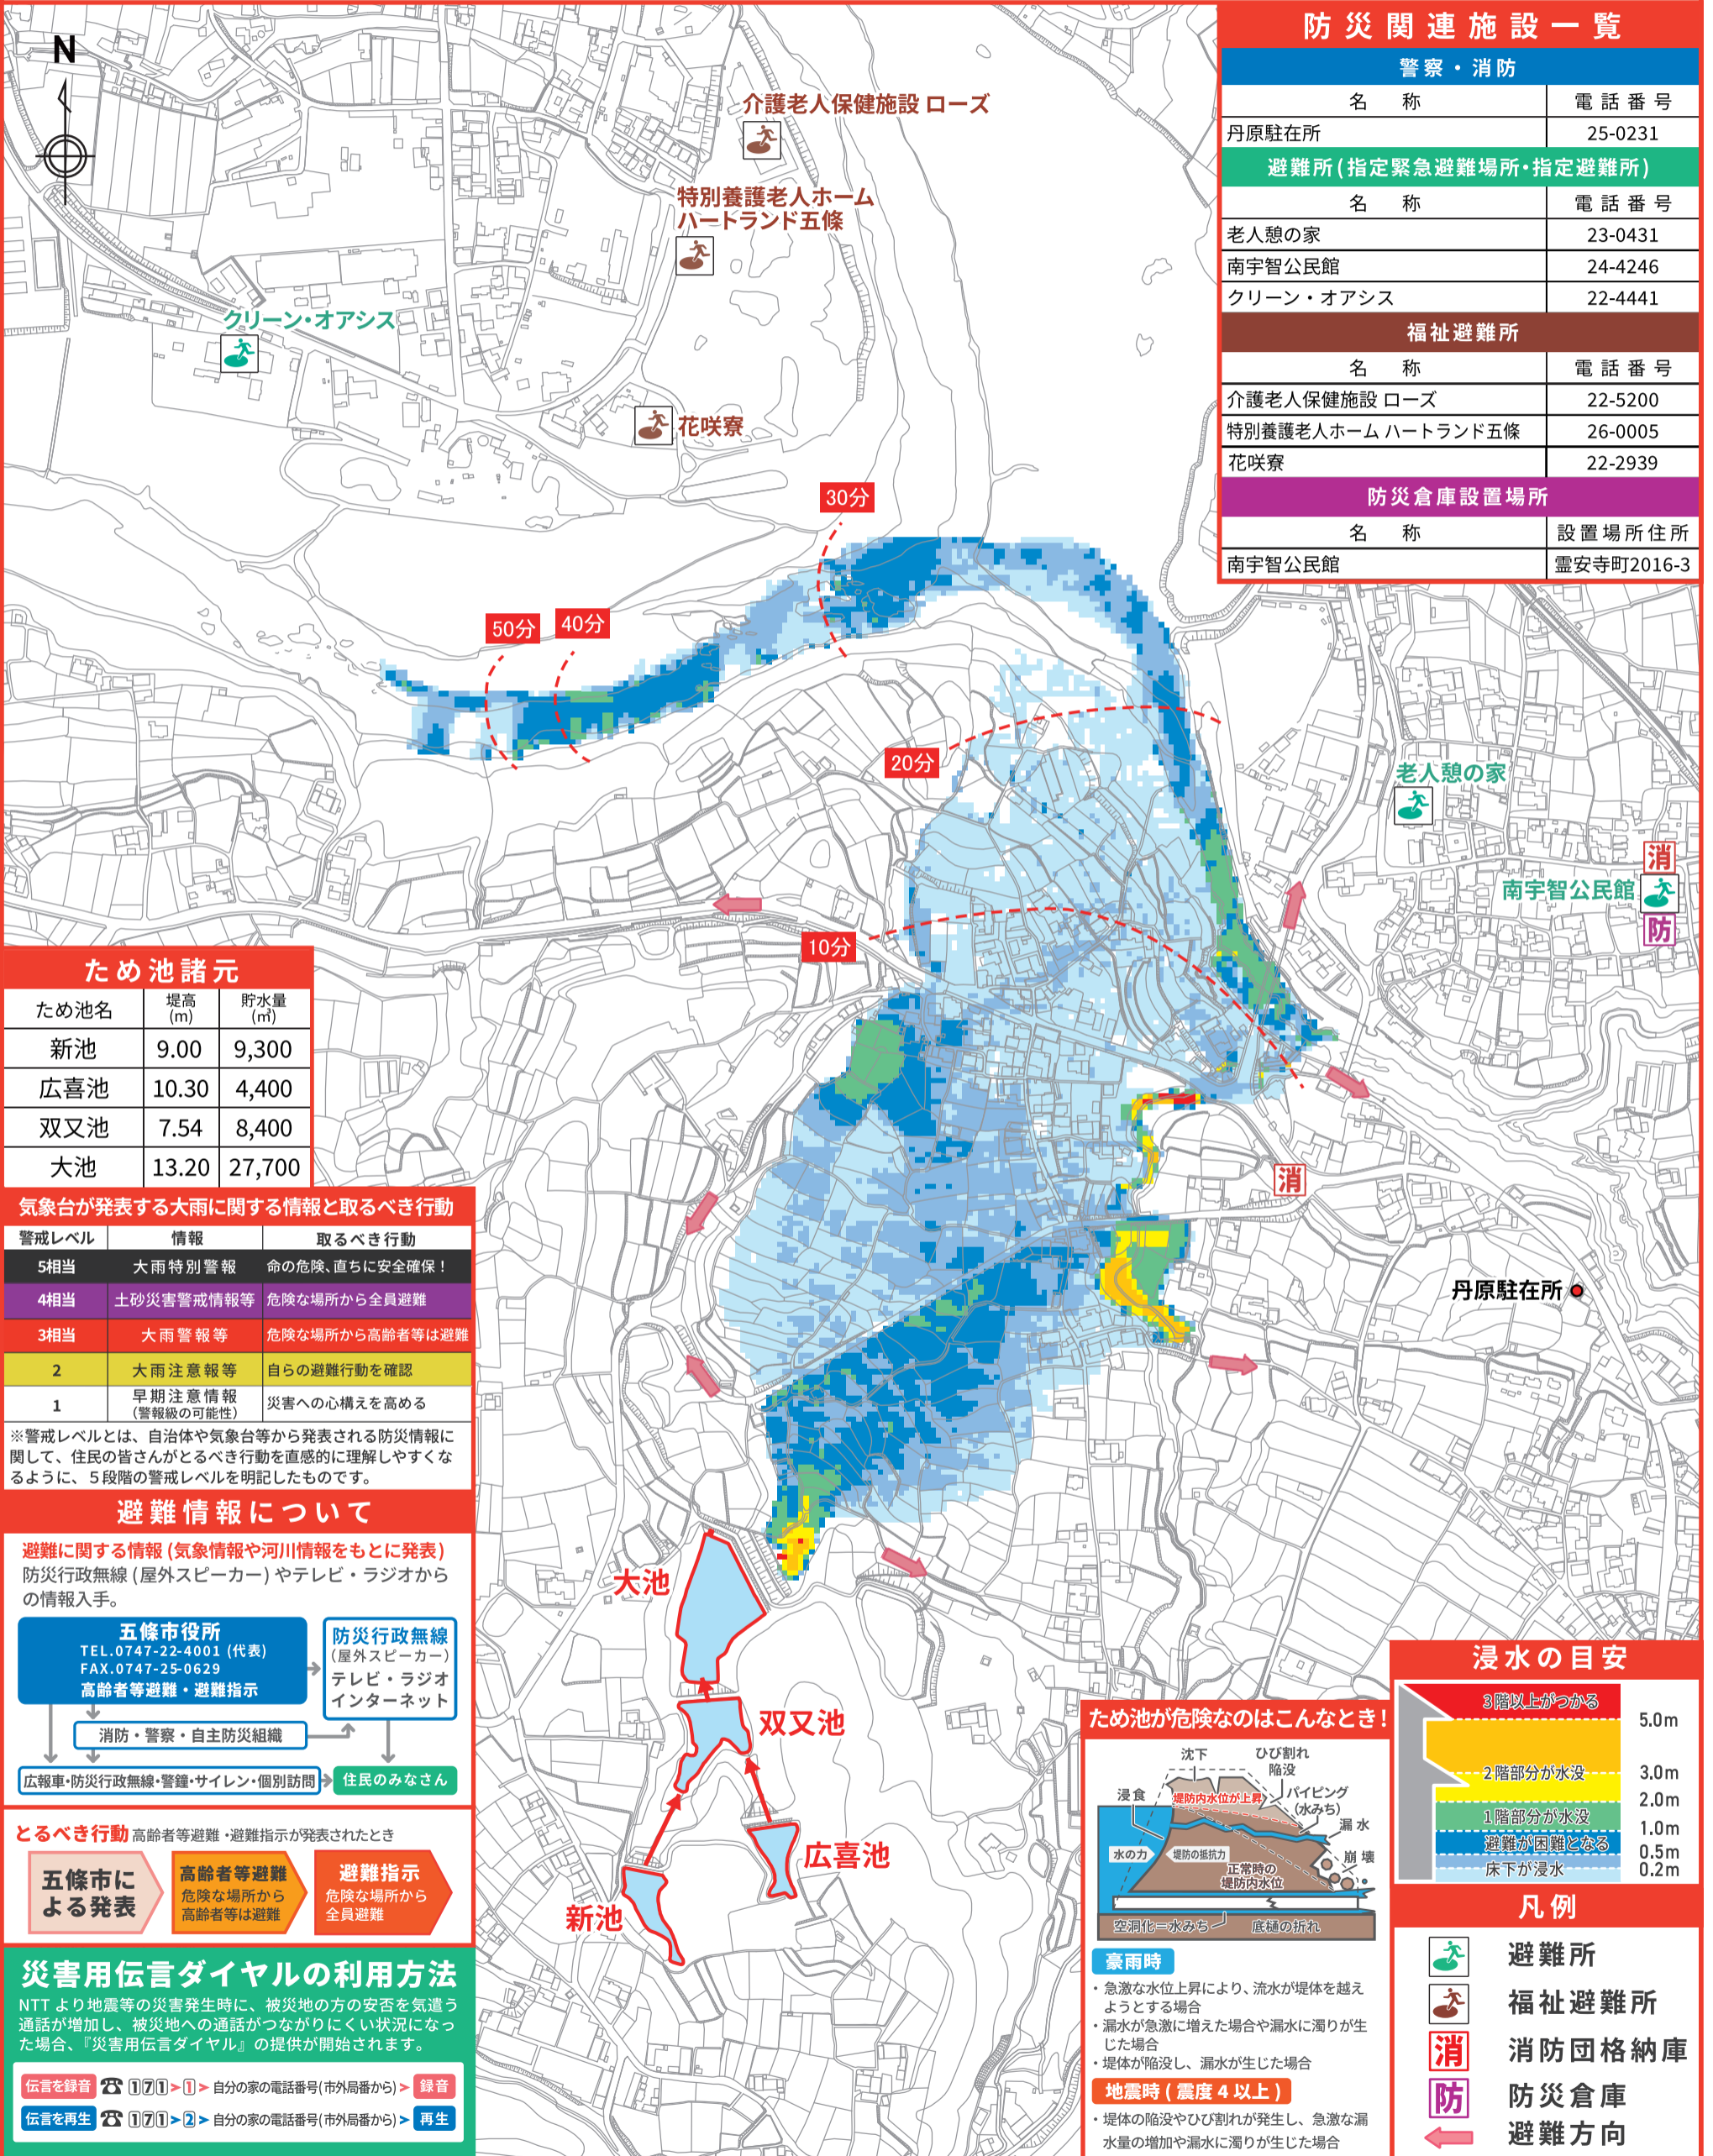 N
介護老人保健施設 ローズ
特別養護老人ホーム
ハートランド五條
クリーン・オアシス
花咲寮
30分
50分
40分
20分
10分
老人憩の家
消
南宇智公民館
防
消
丹原駐在所
大池
双又池
広喜池
新池
防災関連施設一覧
警察・消防
名 称 電話番号
丹原駐在所 25-0231
避難所(指定緊急避難場所・指定避難所)
名 称 電話番号
老人憩の家 23-0431
南宇智公民館 24-4246
クリーン・オアシス 22-4441
福祉避難所
名 称 電話番号
介護老人保健施設 ローズ 22-5200
特別養護老人ホーム ハートランド五條 26-0005
花咲寮 22-2939
防災倉庫設置場所
名 称 設置場所住所
南宇智公民館 霊安寺町2016-3
ため池諸元
ため池名 堤高(m) 貯水量(㎥)
新池 9.00 9,300
広喜池 10.30 4,400
双又池 7.54 8,400
大池 13.20 27,700
気象台が発表する大雨に関する情報と取るべき行動
警戒レベル 情報 取るべき行動
5相当 大雨特別警報 命の危険、直ちに安全確保！
4相当 土砂災害警戒情報等 危険な場所から全員避難
3相当 大雨警報等 危険な場所から高齢者等は避難
2 大雨注意報等 自らの避難行動を確認
1 早期注意情報(警報級の可能性) 災害への心構えを高める
※警戒レベルとは、自治体や気象台等から発表される防災情報に
関して、住民の皆さんがとるべき行動を直感的に理解しやすくな
るように、５段階の警戒レベルを明記したものです。
避難情報について
避難に関する情報(気象情報や河川情報をもとに発表)
防災行政無線(屋外スピーカー)やテレビ・ラジオから
の情報入手。
五條市役所
TEL.0747-22-4001 (代表)
FAX.0747-25-0629
高齢者等避難・避難指示
防災行政無線
(屋外スピーカー)
テレビ・ラジオ
インターネット
消防・警察・自主防災組織
広報車・防災行政無線・警鐘・サイレン・個別訪問
住民のみなさん
とるべき行動 高齢者等避難・避難指示が発表されたとき
五條市に
よる発表
高齢者等避難
危険な場所から
高齢者等は避難
避難指示
危険な場所から
全員避難
災害用伝言ダイヤルの利用方法
NTTより地震等の災害発生時に、被災地の方の安否を気遣う
通話が増加し、被災地への通話がつながりにくい状況になっ
た場合、『災害用伝言ダイヤル』の提供が開始されます。
伝言を録音 ☎ 171>1> 自分の家の電話番号(市外局番から)> 録音
伝言を再生 ☎ 171>2> 自分の家の電話番号(市外局番から)> 再生
ため池が危険なのはこんなとき！
沈下
ひび割れ
陥没
浸食
堤防内水位が上昇
パイピング
(水みち)
漏水
水の力
堤防の抵抗力
崩壊
正常時の
堤防内水位
空洞化＝水みち
底樋の折れ
豪雨時
・急激な水位上昇により、流水が堤体を越え
ようとする場合
・漏水が急激に増えた場合や漏水に濁りが生
じた場合
・堤体が陥没し、漏水が生じた場合
地震時(震度4以上)
・堤体の陥没やひび割れが発生し、急激な漏
水量の増加や漏水に濁りが生じた場合
浸水の目安
3階以上がつかる
5.0m
2階部分が水没
3.0m
2.0m
1階部分が水没
1.0m
避難が困難となる
0.5m
床下が浸水
0.2m
凡例
避難所
福祉避難所
消 消防団格納庫
防 防災倉庫
避難方向